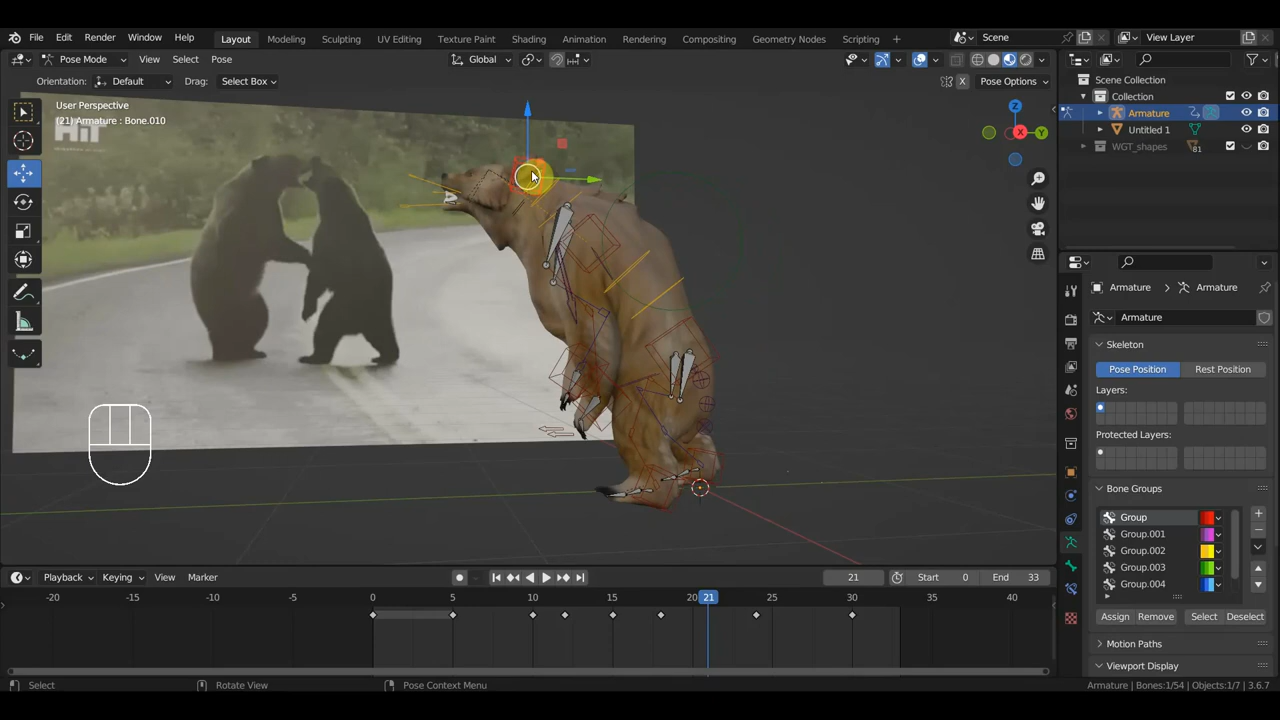 File Edit Render Window Help Layout Modeling Sculpting UV Editing Texture Paint Shading Animation Rendering Compositing Geometry Nodes Scripting + Scene View Layer
Pose Mode View Select Pose Global
Orientation: Default Drag: Select Box X Pose Options
User Perspective
(21) Armature : Bone.010
HiT
Z
X
Y
Scene Collection
Collection
Armature
Untitled 1
WGT_shapes 81
Armature Armature
Armature
Skeleton
Pose Position Rest Position
Layers:
Protected Layers:
Bone Groups
Group
Group.001
Group.002
Group.003
Group.004
Assign Remove Select Deselect
Motion Paths
Viewport Display
Playback Keying View Marker 21 Start 0 End 33
-20 -15 -10 -5 0 5 10 15 20 21 25 30 35 40
Select Rotate View Pose Context Menu Armature | Bones:1/54 | Objects:1/7 | 3.6.7